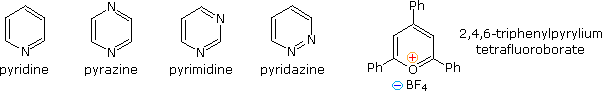 Ph
N
N
N
N
N
N
N
2,4,6-triphenylpyrylium
tetrafluoroborate
Ph
O
+
Ph
pyridine
pyrazine
pyrimidine
pyridazine
− BF4